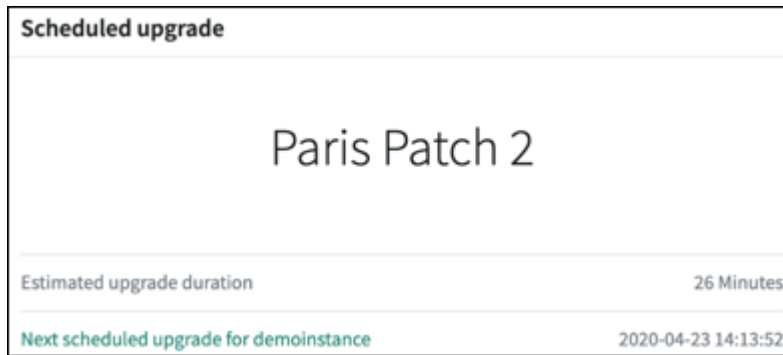 Scheduled upgrade
Paris Patch 2
Estimated upgrade duration 26 Minutes
Next scheduled upgrade for demoinstance 2020-04-23 14:13:52